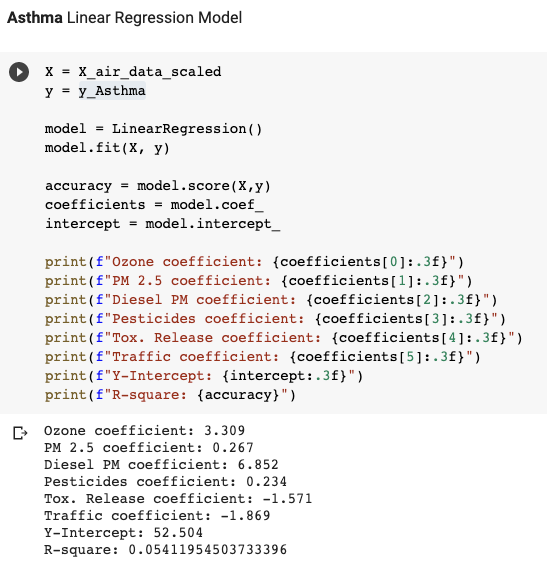 Asthma Linear Regression Model
X = X_air_data_scaled
y = y_Asthma
model = LinearRegression()
model.fit(X, y)
accuracy = model.score(X,y)
coefficients = model.coef_
intercept = model.intercept_
print(f"Ozone coefficient: {coefficients[0]:.3f}")
print(f"PM 2.5 coefficient: {coefficients[1]:.3f}")
print(f"Diesel PM coefficient: {coefficients[2]:.3f}")
print(f"Pesticides coefficient: {coefficients[3]:.3f}")
print(f"Tox. Release coefficient: {coefficients[4]:.3f}")
print(f"Traffic coefficient: {coefficients[5]:.3f}")
print(f"Y-Intercept: {intercept:.3f}")
print(f"R-square: {accuracy}")
Ozone coefficient: 3.309
PM 2.5 coefficient: 0.267
Diesel PM coefficient: 6.852
Pesticides coefficient: 0.234
Tox. Release coefficient: -1.571
Traffic coefficient: -1.869
Y-Intercept: 52.504
R-square: 0.05411954503733396